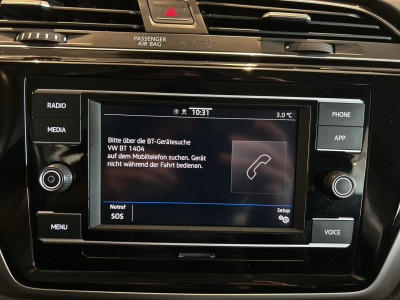 PASSENGER
AIR BAG
RADIO
MEDIA
MENU
10:31
3.0°C
Bitte über die BT-Gerätesuche
VW BT 1404
auf dem Mobiltelefon suchen. Gerät
nicht während der Fahrt bedienen.
Notruf
SOS
Setup
PHONE
APP
VOICE